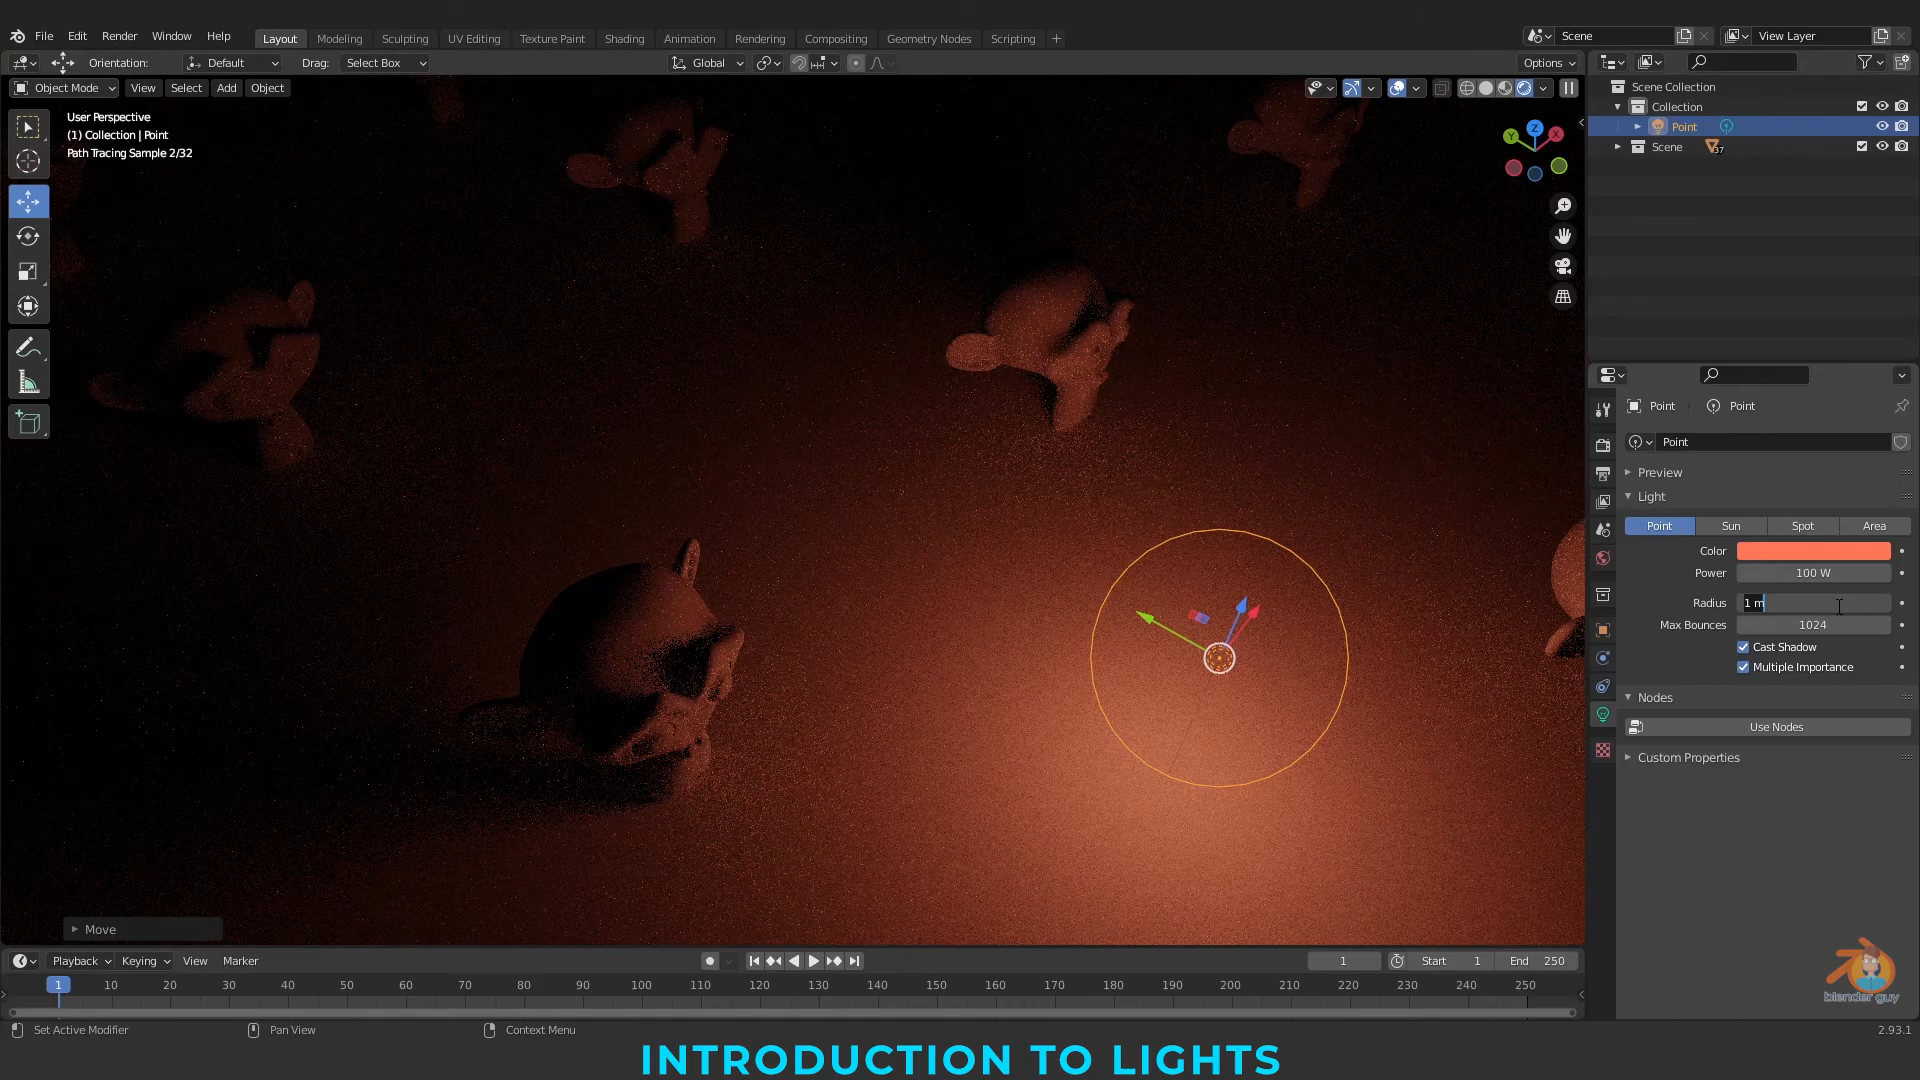 File Edit Render Window Help Layout Modeling Sculpting UV Editing Texture Paint Shading Animation Rendering Compositing Geometry Nodes Scripting Scene View Layer
Orientation: Default Drag: Select Box Global Options
Object Mode View Select Add Object
User Perspective
(1) Collection | Point
Path Tracing Sample 2/32
Z
Y
X
Scene Collection
Collection
Point
Scene 37
Point Point
Point
Preview
Light
Point Sun Spot Area
Color
Power 100 W
Radius 1 m
Max Bounces 1024
Cast Shadow
Multiple Importance
Nodes
Use Nodes
Custom Properties
Move
Playback Keying View Marker 1 Start 1 End 250
1 10 20 30 40 50 60 70 80 90 100 110 120 130 140 150 160 170 180 190 200 210 220 230 240 250
blender guy
Set Active Modifier Pan View Context Menu 2.93.1
INTRODUCTION TO LIGHTS